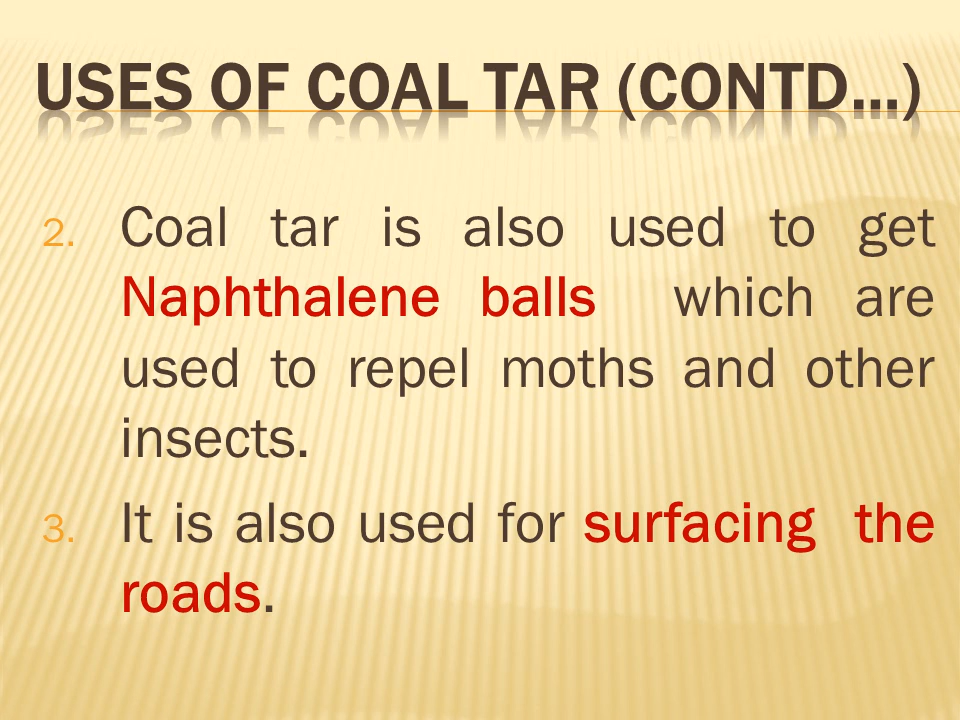 USES OF COAL TAR (CONTD...)
2. Coal tar is also used to get
Naphthalene balls which are
used to repel moths and other
insects.
3. It is also used for surfacing the
roads.